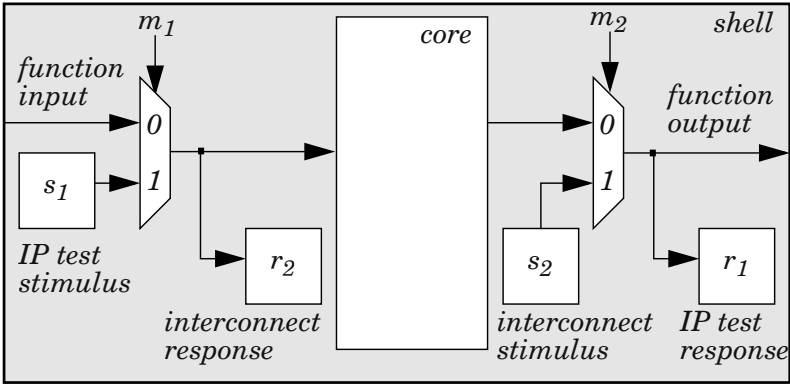 m1
m2
shell
core
function
input
function
output
0
1
0
1
s1
IP test
stimulus
r2
interconnect
response
s2
interconnect
stimulus
r1
IP test
response